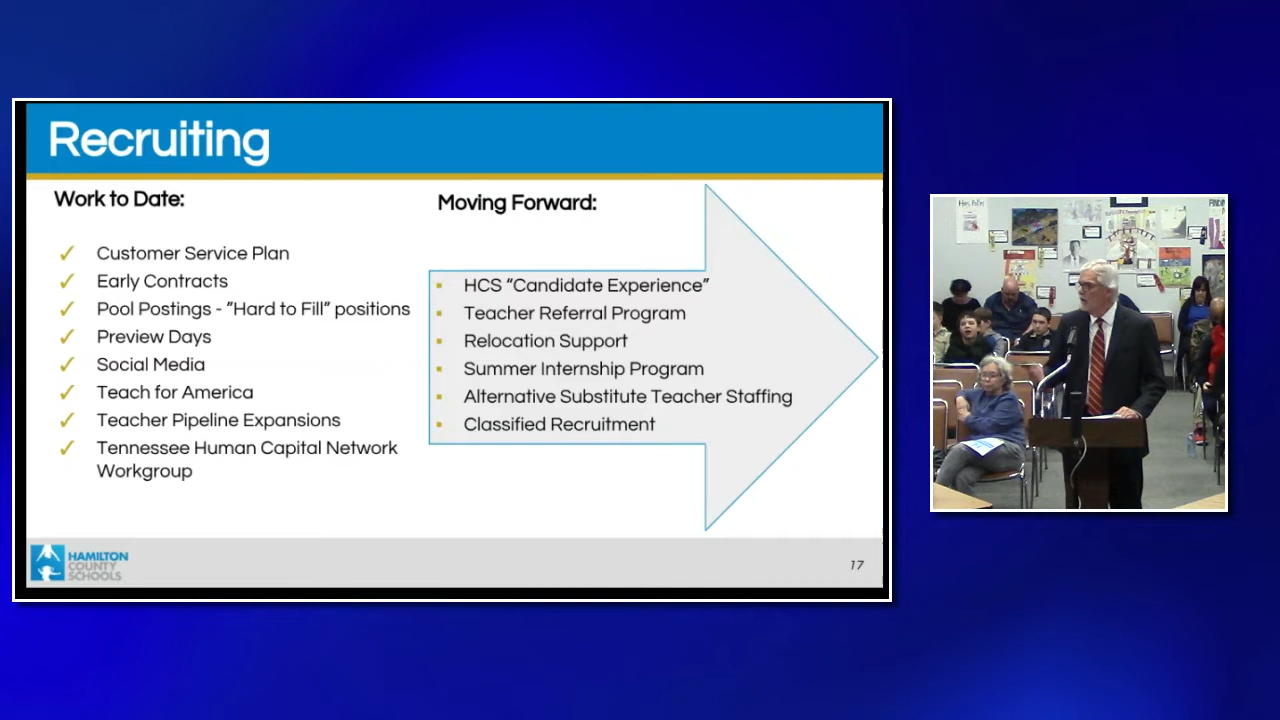 Recruiting
Work to Date:
✓ Customer Service Plan
✓ Early Contracts
✓ Pool Postings - "Hard to Fill" positions
✓ Preview Days
✓ Social Media
✓ Teach for America
✓ Teacher Pipeline Expansions
✓ Tennessee Human Capital Network
Workgroup
Moving Forward:
▪ HCS "Candidate Experience"
▪ Teacher Referral Program
▪ Relocation Support
▪ Summer Internship Program
▪ Alternative Substitute Teacher Staffing
▪ Classified Recruitment
HAMILTON
COUNTY
SCHOOLS
17